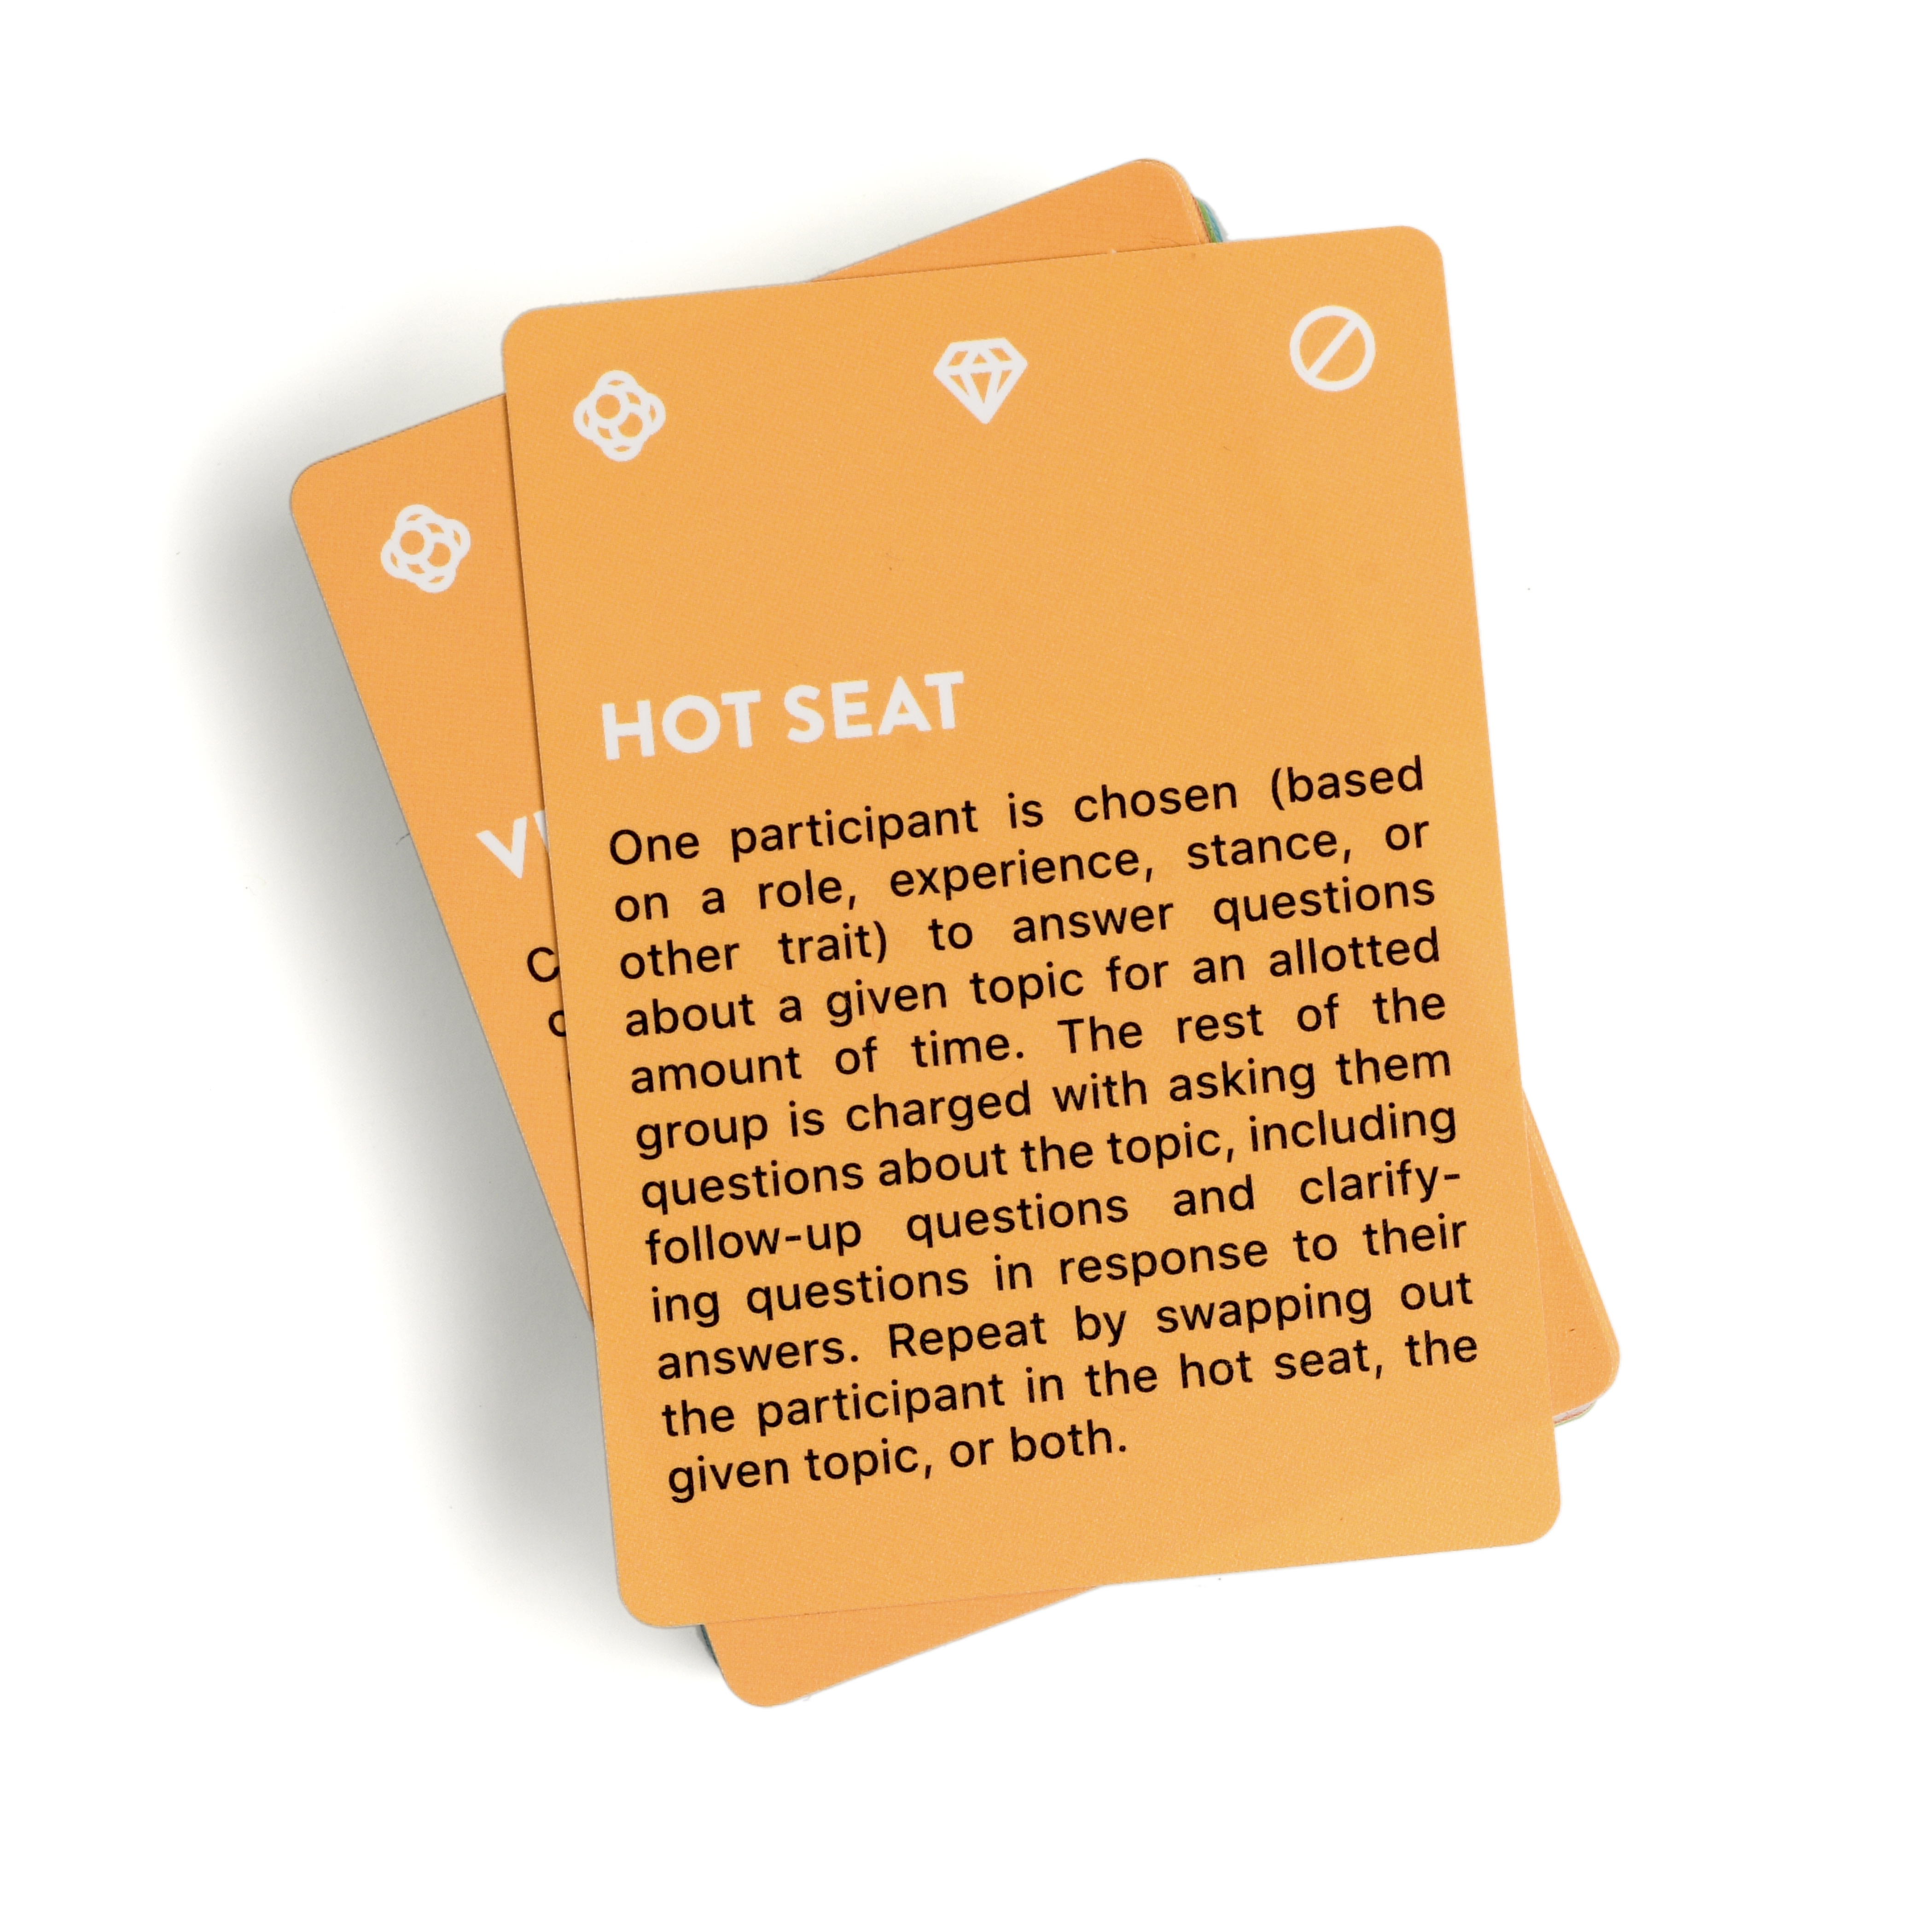 HOT SEAT
One participant is chosen (based
on a role, experience, stance, or
other trait) to answer questions
about a given topic for an allotted
amount of time. The rest of the
group is charged with asking them
questions about the topic, including
follow-up questions and clarify-
ing questions in response to their
answers. Repeat by swapping out
the participant in the hot seat, the
given topic, or both.